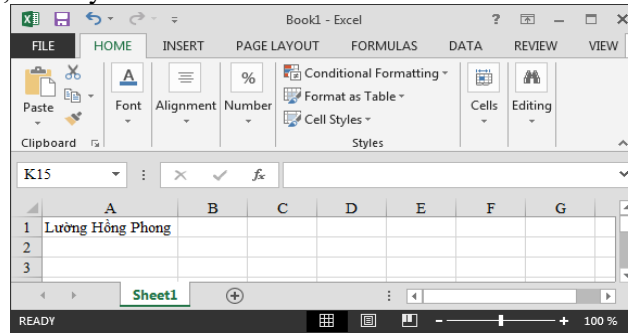 Book1 - Excel
FILE HOME INSERT PAGE LAYOUT FORMULAS DATA REVIEW VIEW
Paste Font Alignment Number Conditional Formatting Format as Table Cell Styles Cells Editing
Clipboard Styles
K15 fx
A B C D E F G
1 Lường Hồng Phong
2
3
Sheet1
READY 100 %